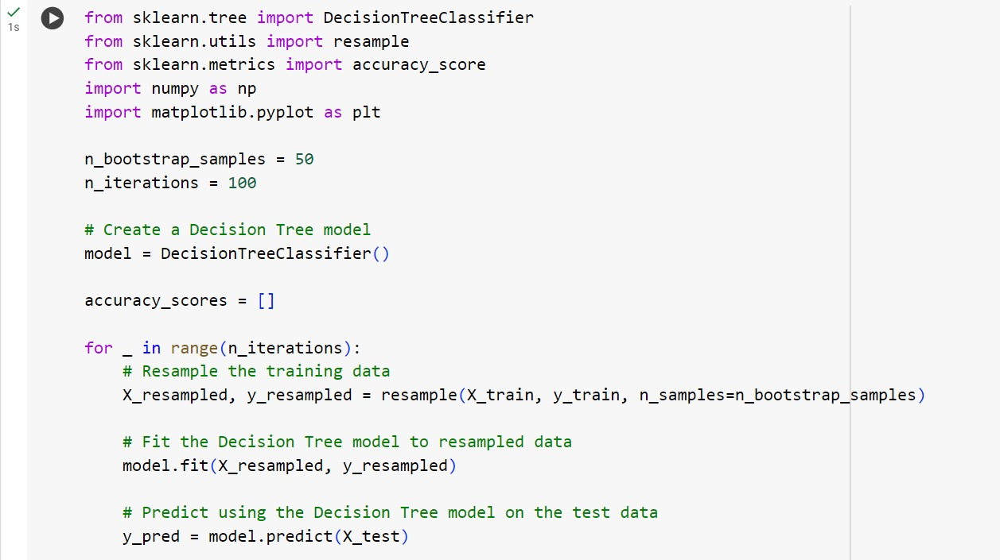 1s
from sklearn.tree import DecisionTreeClassifier
from sklearn.utils import resample
from sklearn.metrics import accuracy_score
import numpy as np
import matplotlib.pyplot as plt
n_bootstrap_samples = 50
n_iterations = 100
# Create a Decision Tree model
model = DecisionTreeClassifier()
accuracy_scores = []
for _ in range(n_iterations):
    # Resample the training data
    X_resampled, y_resampled = resample(X_train, y_train, n_samples=n_bootstrap_samples)
    # Fit the Decision Tree model to resampled data
    model.fit(X_resampled, y_resampled)
    # Predict using the Decision Tree model on the test data
    y_pred = model.predict(X_test)